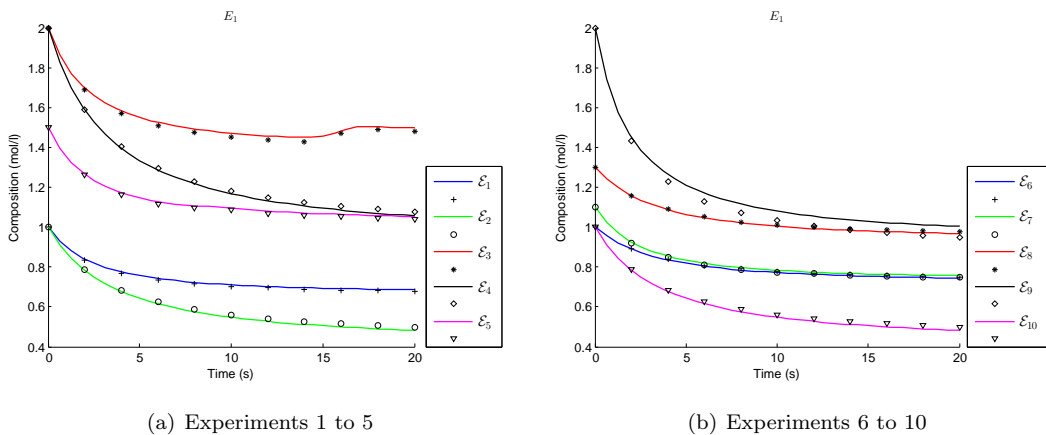 E₁
2
1.8
1.6
1.4
1.2
1
0.8
0.6
0.4
0
5
10
15
20
Composition (mol/l)
Time (s)
ℰ₁
ℰ₂
ℰ₃
ℰ₄
ℰ₅
(a) Experiments 1 to 5
E₁
2
1.8
1.6
1.4
1.2
1
0.8
0.6
0.4
0
5
10
15
20
Composition (mol/l)
Time (s)
ℰ₆
ℰ₇
ℰ₈
ℰ₉
ℰ₁₀
(b) Experiments 6 to 10